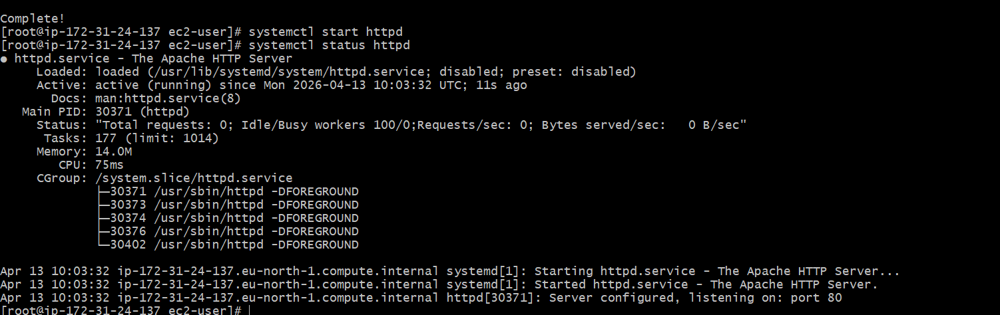 Complete!
[root@ip-172-31-24-137 ec2-user]# systemctl start httpd
[root@ip-172-31-24-137 ec2-user]# systemctl status httpd
● httpd.service - The Apache HTTP Server
     Loaded: loaded (/usr/lib/systemd/system/httpd.service; disabled; preset: disabled)
     Active: active (running) since Mon 2026-04-13 10:03:32 UTC; 11s ago
       Docs: man:httpd.service(8)
   Main PID: 30371 (httpd)
     Status: "Total requests: 0; Idle/Busy workers 100/0;Requests/sec: 0; Bytes served/sec:   0 B/sec"
      Tasks: 177 (limit: 1014)
     Memory: 14.0M
        CPU: 75ms
     CGroup: /system.slice/httpd.service
             ├─30371 /usr/sbin/httpd -DFOREGROUND
             ├─30373 /usr/sbin/httpd -DFOREGROUND
             ├─30374 /usr/sbin/httpd -DFOREGROUND
             ├─30376 /usr/sbin/httpd -DFOREGROUND
             └─30402 /usr/sbin/httpd -DFOREGROUND
Apr 13 10:03:32 ip-172-31-24-137.eu-north-1.compute.internal systemd[1]: Starting httpd.service - The Apache HTTP Server...
Apr 13 10:03:32 ip-172-31-24-137.eu-north-1.compute.internal systemd[1]: Started httpd.service - The Apache HTTP Server.
Apr 13 10:03:32 ip-172-31-24-137.eu-north-1.compute.internal httpd[30371]: Server configured, listening on: port 80
[root@ip-172-31-24-137 ec2-user]#